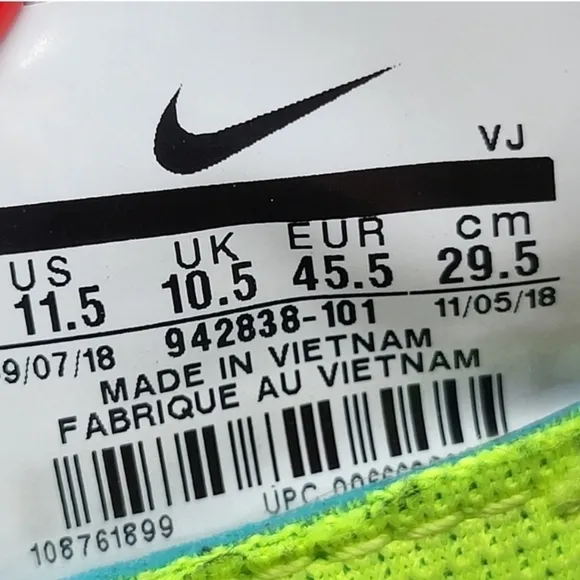 VJ
US UK EUR cm
11.5 10.5 45.5 29.5
9/07/18 942838-101 11/05/18
MADE IN VIETNAM
FABRIQUE AU VIETNAM
UPC
108761899